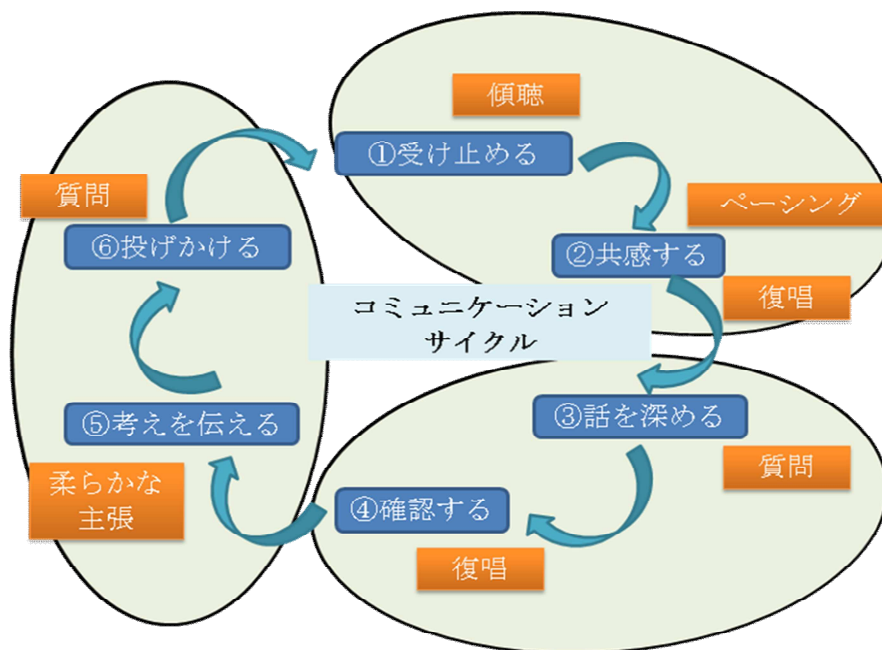 傾聴
①受け止める
ペーシング
②共感する
復唱
コミュニケーション
サイクル
③話を深める
質問
④確認する
復唱
⑤考えを伝える
柔らかな
主張
⑥投げかける
質問